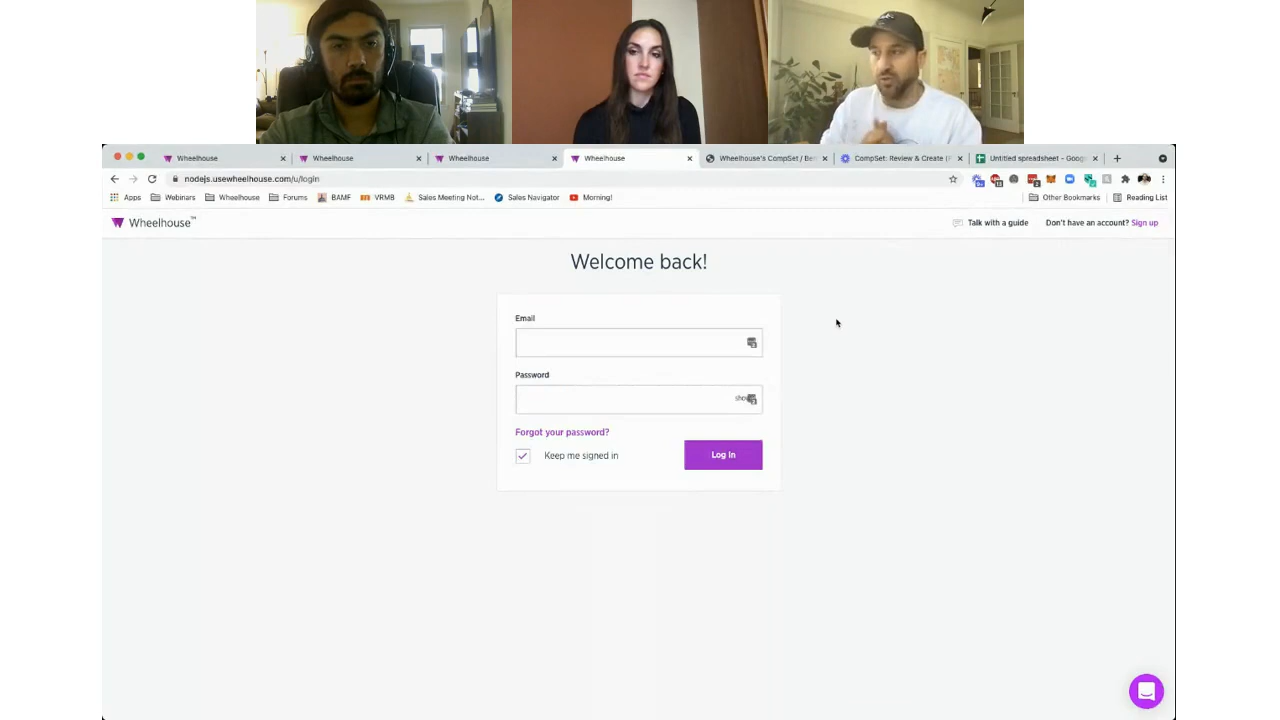 Wheelhouse
Wheelhouse
Wheelhouse
Wheelhouse
Wheelhouse's CompSet / Be
CompSet: Review & Create (F
Untitled spreadsheet - Goog
nodejs.usewheelhouse.com/u/login
Apps
Webinars
Wheelhouse
Forums
BAMF
VRMB
Sales Meeting Not...
Sales Navigator
Morning!
Other Bookmarks
Reading List
Wheelhouse™
Talk with a guide
Don't have an account? Sign up
Welcome back!
Email
Password
Forgot your password?
Keep me signed in
Log In